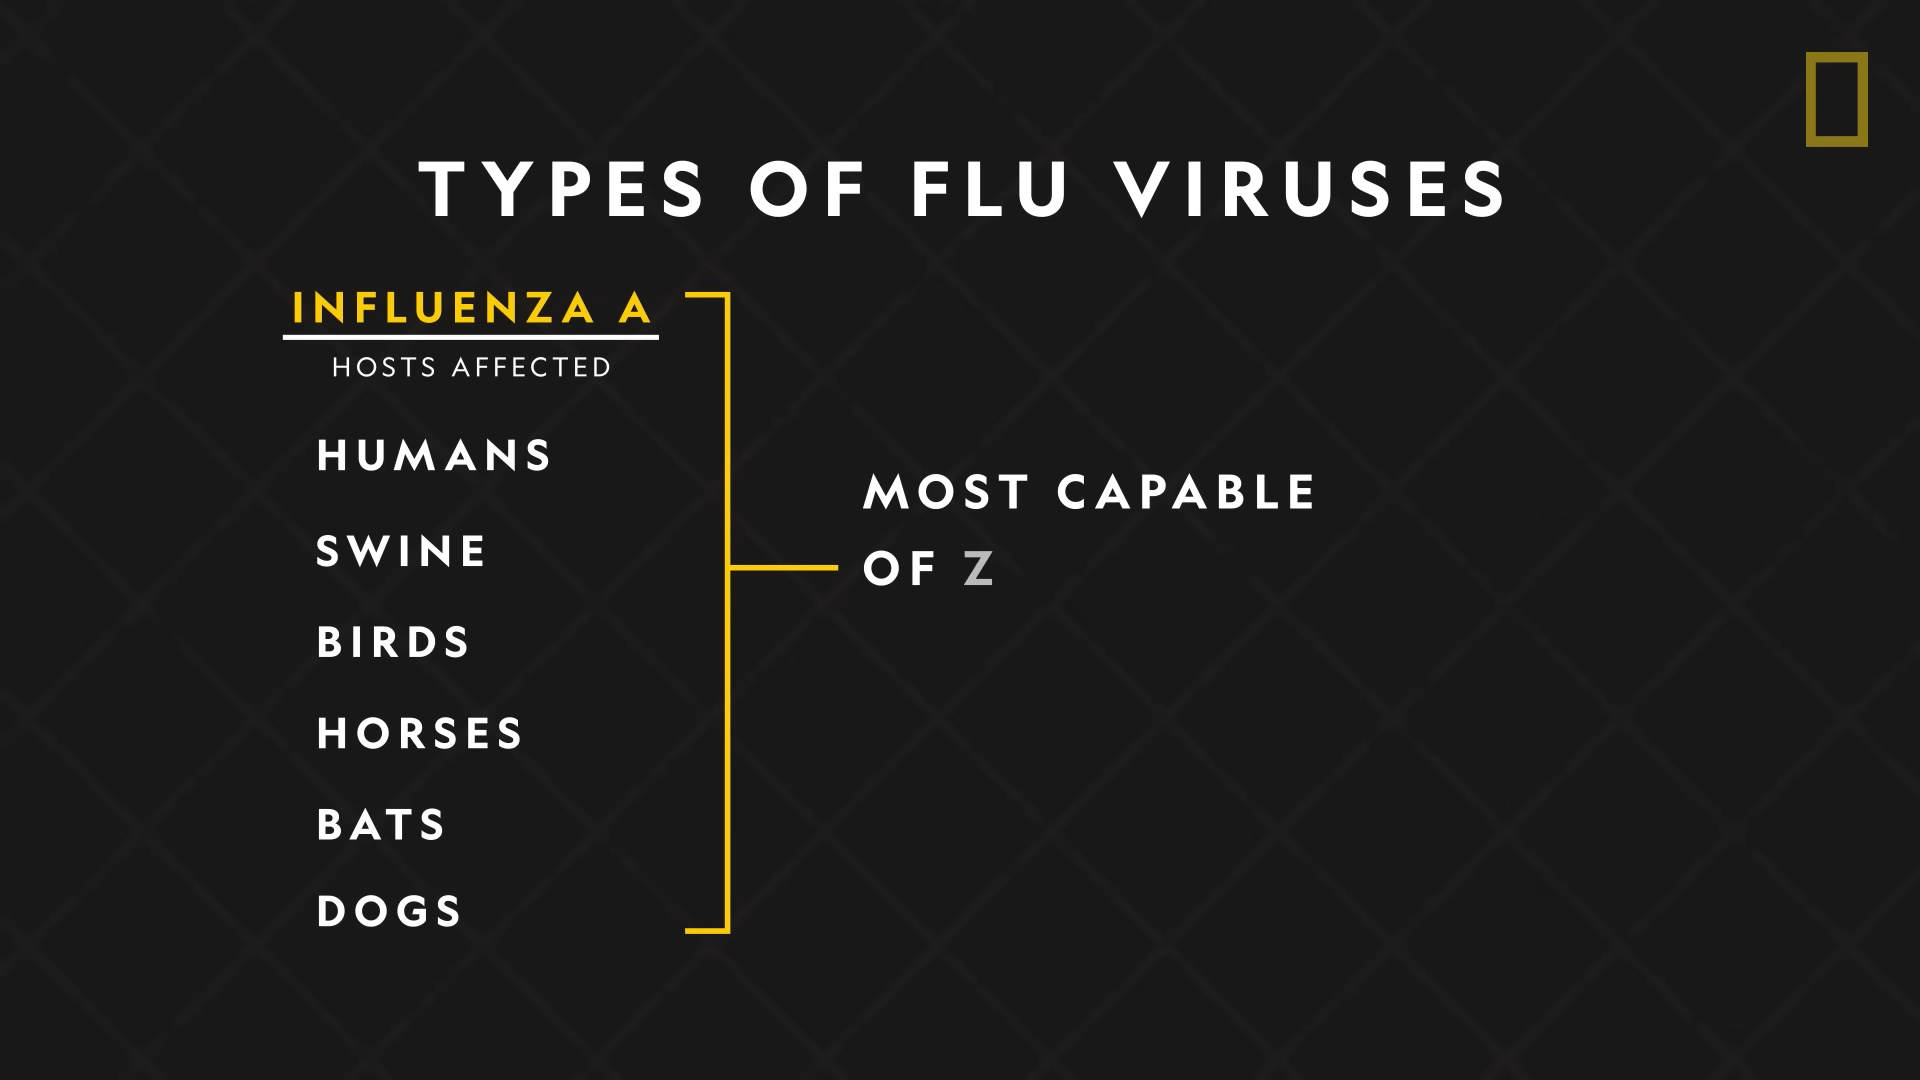 TYPES OF FLU VIRUSES
INFLUENZA A
HOSTS AFFECTED
HUMANS
SWINE
BIRDS
HORSES
BATS
DOGS
MOST CAPABLE
OF Z